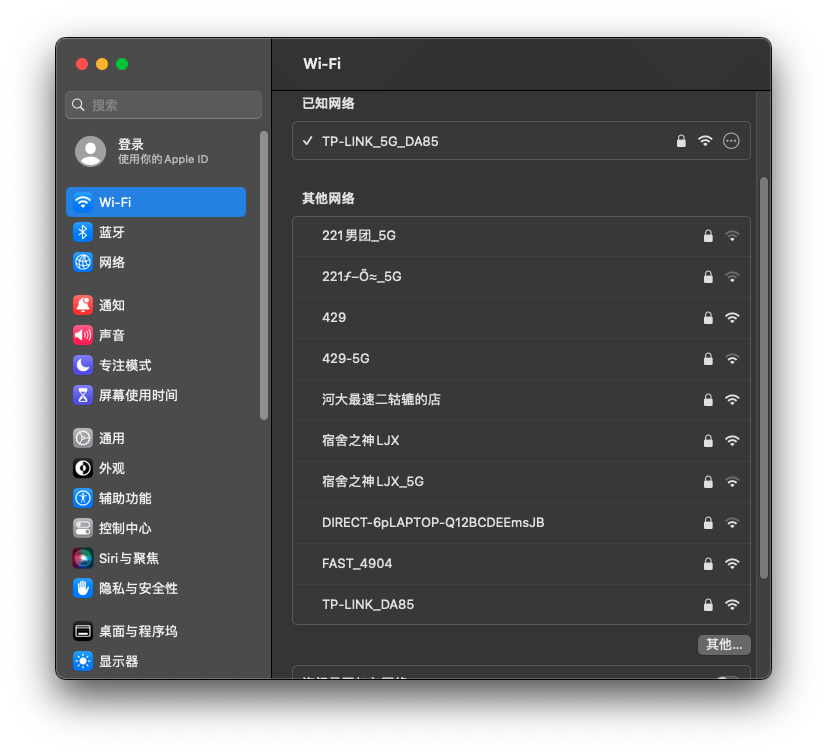 Wi-Fi
搜索
登录
使用你的 Apple ID
Wi-Fi
蓝牙
网络
通知
声音
专注模式
屏幕使用时间
通用
外观
辅助功能
控制中心
Siri与聚焦
隐私与安全性
桌面与程序坞
显示器
已知网络
TP-LINK_5G_DA85
其他网络
221男团_5G
221ƒ–Õ≈_5G
429
429-5G
河大最速二轱辘的店
宿舍之神LJX
宿舍之神LJX_5G
DIRECT-6pLAPTOP-Q12BCDEEmsJB
FAST_4904
TP-LINK_DA85
其他...